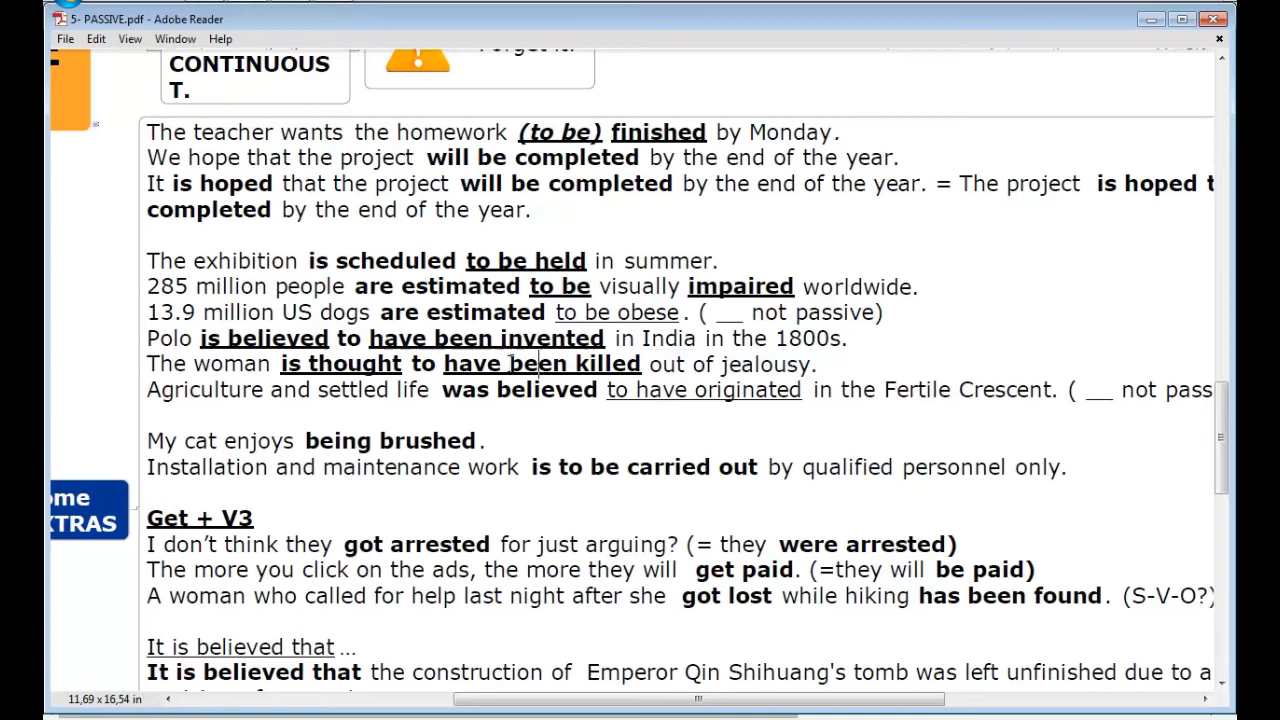 5- PASSIVE.pdf - Adobe Reader
File Edit View Window Help
CONTINUOUS
T.
The teacher wants the homework (to be) finished by Monday.
We hope that the project will be completed by the end of the year.
It is hoped that the project will be completed by the end of the year. = The project is hoped t
completed by the end of the year.
The exhibition is scheduled to be held in summer.
285 million people are estimated to be visually impaired worldwide.
13.9 million US dogs are estimated to be obese. ( __ not passive)
Polo is believed to have been invented in India in the 1800s.
The woman is thought to have been killed out of jealousy.
Agriculture and settled life was believed to have originated in the Fertile Crescent. ( __ not pass
My cat enjoys being brushed.
Installation and maintenance work is to be carried out by qualified personnel only.
ome
XTRAS
Get + V3
I don’t think they got arrested for just arguing? (= they were arrested)
The more you click on the ads, the more they will get paid. (=they will be paid)
A woman who called for help last night after she got lost while hiking has been found. (S-V-O?)
It is believed that ...
It is believed that the construction of Emperor Qin Shihuang's tomb was left unfinished due to a
11,69 x 16,54 in